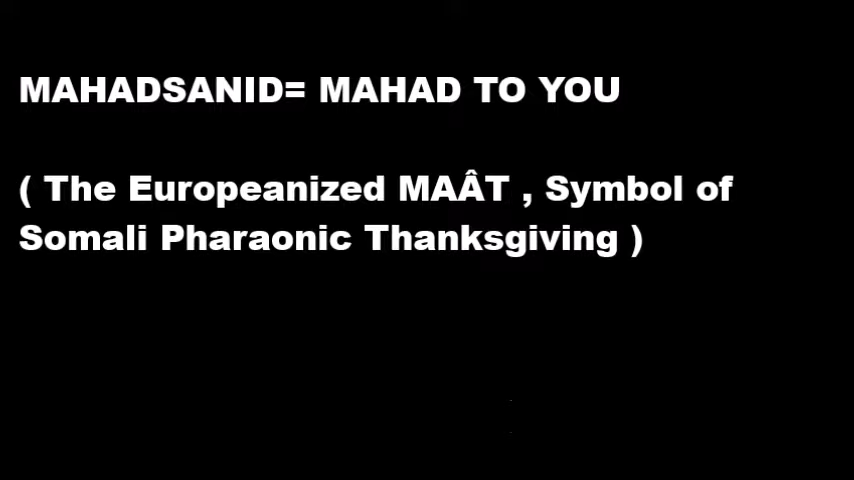 MAHADSANID= MAHAD TO YOU
( The Europeanized MAÂT , Symbol of
Somali Pharaonic Thanksgiving )